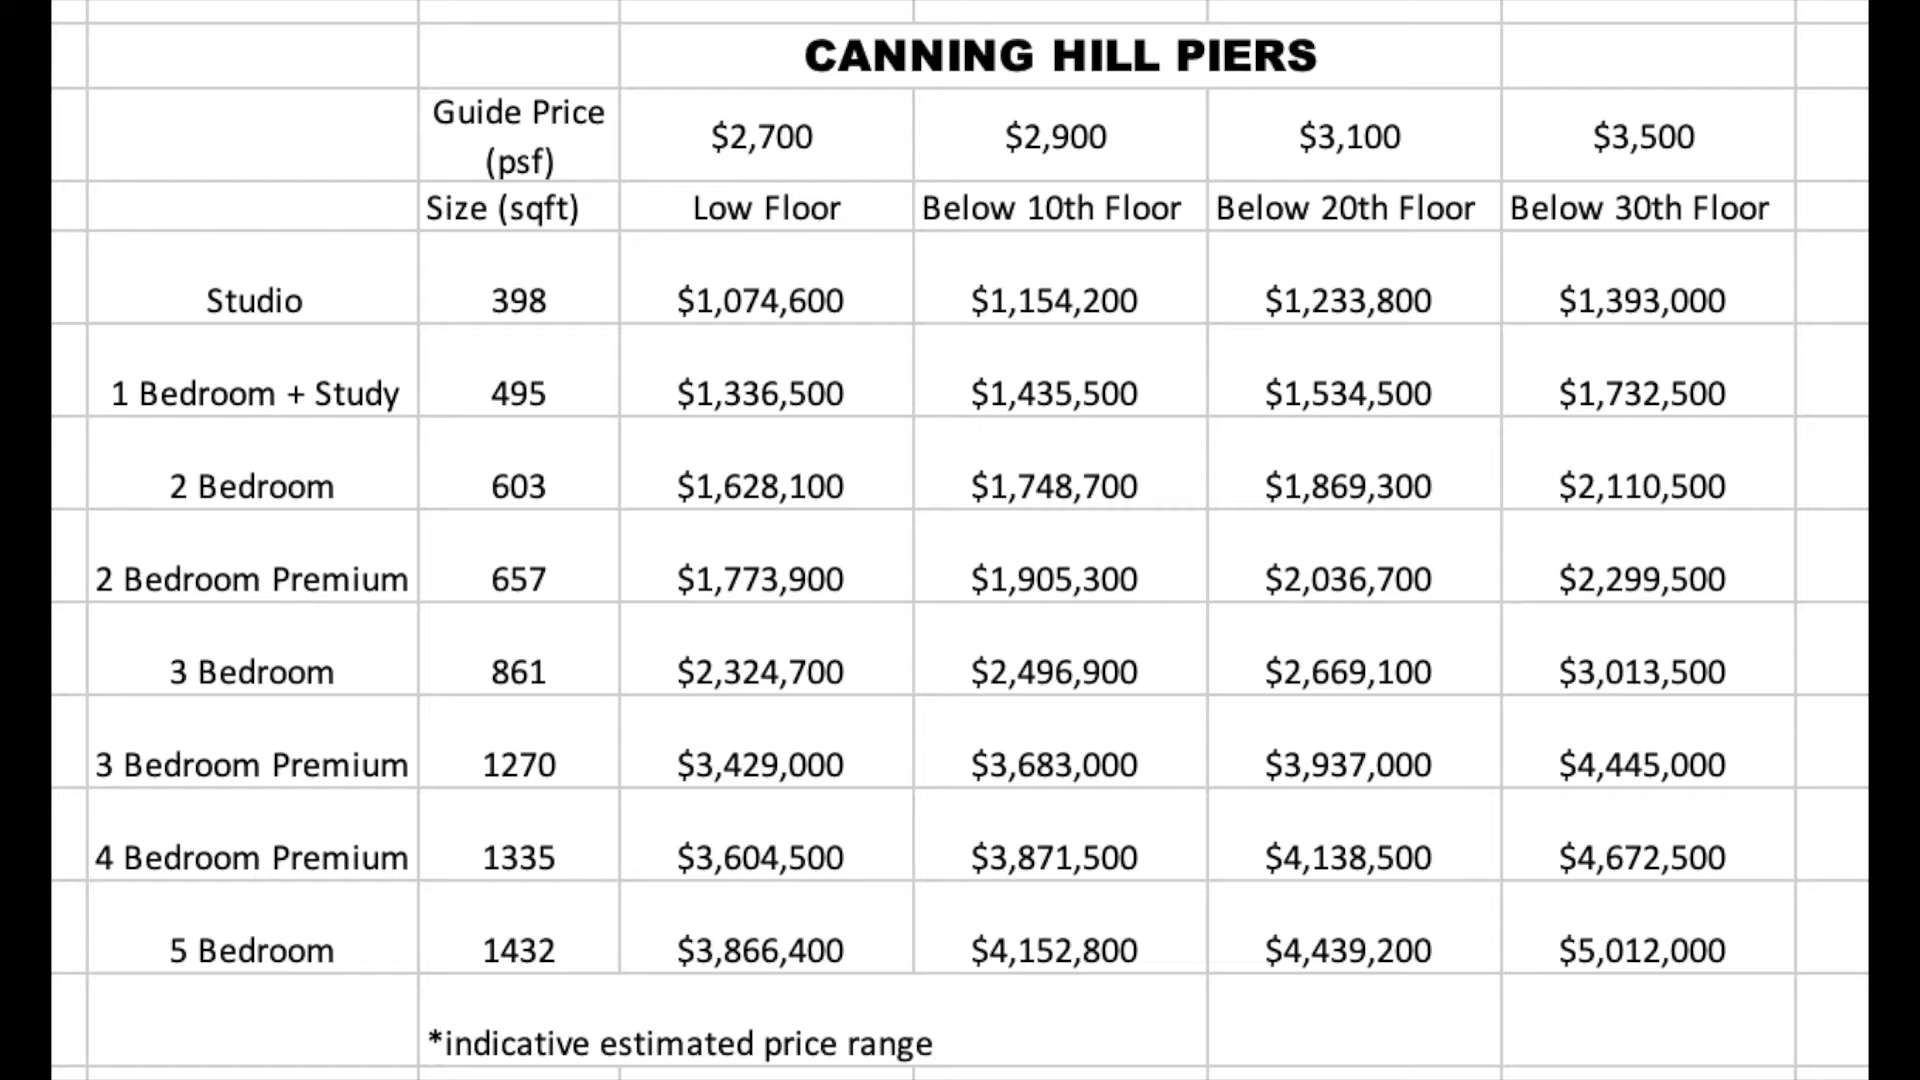 CANNING HILL PIERS
Guide Price
(psf) $2,700 $2,900 $3,100 $3,500
Size (sqft) Low Floor Below 10th Floor Below 20th Floor Below 30th Floor
Studio 398 $1,074,600 $1,154,200 $1,233,800 $1,393,000
1 Bedroom + Study 495 $1,336,500 $1,435,500 $1,534,500 $1,732,500
2 Bedroom 603 $1,628,100 $1,748,700 $1,869,300 $2,110,500
2 Bedroom Premium 657 $1,773,900 $1,905,300 $2,036,700 $2,299,500
3 Bedroom 861 $2,324,700 $2,496,900 $2,669,100 $3,013,500
3 Bedroom Premium 1270 $3,429,000 $3,683,000 $3,937,000 $4,445,000
4 Bedroom Premium 1335 $3,604,500 $3,871,500 $4,138,500 $4,672,500
5 Bedroom 1432 $3,866,400 $4,152,800 $4,439,200 $5,012,000
*indicative estimated price range